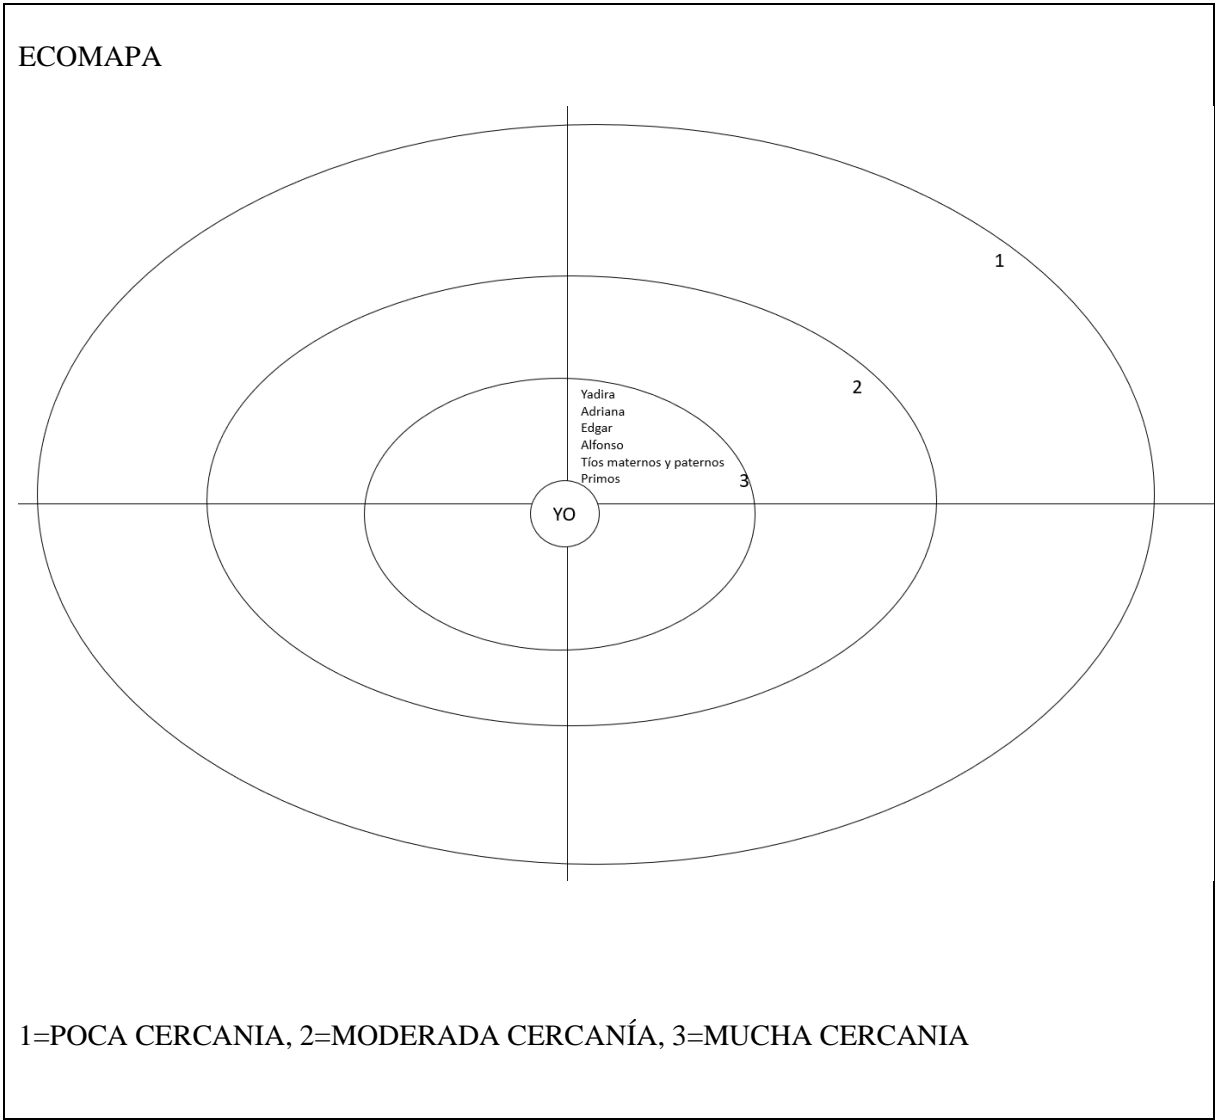 ECOMAPA
1
2
Yadira
Adriana
Edgar
Alfonso
Tíos maternos y paternos
Primos
3
YO
1=POCA CERCANIA, 2=MODERADA CERCANÍA, 3=MUCHA CERCANIA